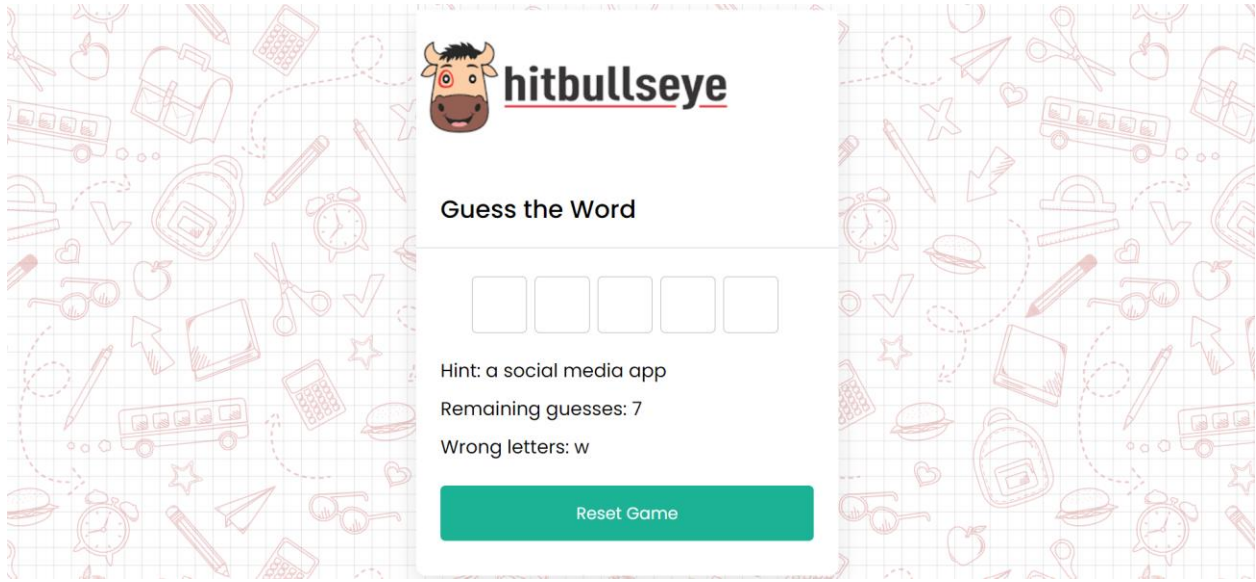 hitbullseye
Guess the Word
Hint: a social media app
Remaining guesses: 7
Wrong letters: w
Reset Game